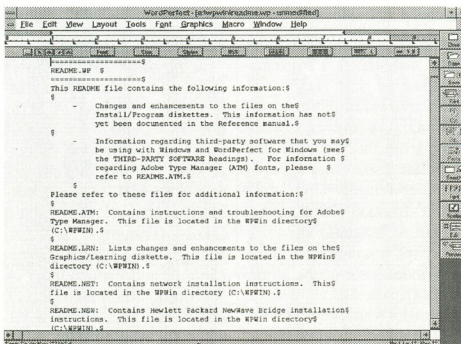 WordPerfect - [e:\wpwin\readme.wp - unmodified]
File Edit View Layout Tools Font Graphics Macro Window Help
====================$
README.WP $
====================$
This README file contains the following information:$
$
- Changes and enhancements to the files on the$
Install/Program diskettes. This information has not$
yet been documented in the Reference manual.$
$
- Information regarding third-party software that you may$
be using with Windows and WordPerfect for Windows (see$
the THIRD-PARTY SOFTWARE headings). For information $
regarding Adobe Type Manager (ATM) fonts, please $
refer to README.ATM.$
$
Please refer to these files for additional information:$
$
README.ATM: Contains instructions and troubleshooting for Adobe$
Type Manager. This file is located in the WPWin directory$
(C:\WPWIN).$
$
README.LRN: Lists changes and enhancements to the files on the$
Graphics/Learning diskette. This file is located in the WPWin$
directory (C:\WPWIN).$
$
README.NET: Contains network installation instructions. This$
file is located in the WPWin directory (C:\WPWIN).$
$
README.NEW: Contains Hewlett Packard NewWave Bridge installation$
instructions. This file is located in the WPWin directory$
(C:\WPWIN).$